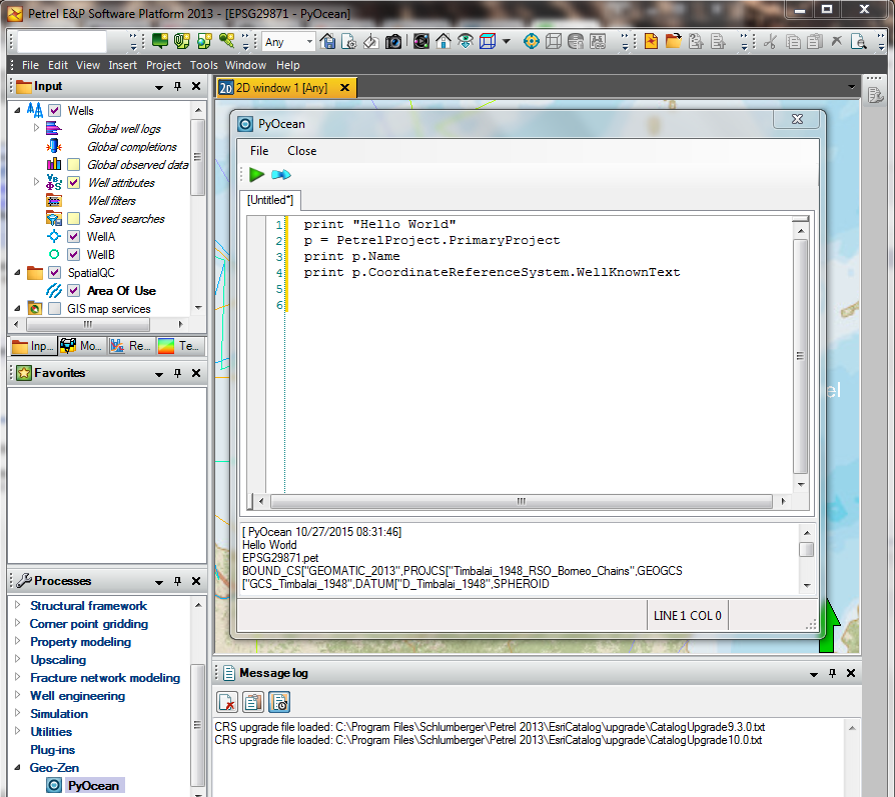 Petrel E&P Software Platform 2013 - [EPSG29871 - PyOcean]
Any
File Edit View Insert Project Tools Window Help
Input
Wells
Global well logs
Global completions
Global observed data
Well attributes
Well filters
Saved searches
WellA
WellB
SpatialQC
Area Of Use
GIS map services
Inp... Mo... Re... Te...
Favorites
Processes
Structural framework
Corner point gridding
Property modeling
Upscaling
Fracture network modeling
Well engineering
Simulation
Utilities
Plug-ins
Geo-Zen
PyOcean
2D 2D window 1 [Any]
PyOcean
File Close
[Untitled*]
1 print "Hello World"
2 p = PetrelProject.PrimaryProject
3 print p.Name
4 print p.CoordinateReferenceSystem.WellKnownText
5
6
[ PyOcean 10/27/2015 08:31:46]
Hello World
EPSG29871.pet
BOUND_CS["GEOMATIC_2013",PROJCS["Timbalai_1948_RSO_Borneo_Chains",GEOGCS
["GCS_Timbalai_1948",DATUM["D_Timbalai_1948",SPHEROID
LINE 1 COL 0
el
Message log
CRS upgrade file loaded: C:\Program Files\Schlumberger\Petrel 2013\EsriCatalog\upgrade\CatalogUpgrade9.3.0.txt
CRS upgrade file loaded: C:\Program Files\Schlumberger\Petrel 2013\EsriCatalog\upgrade\CatalogUpgrade10.0.txt